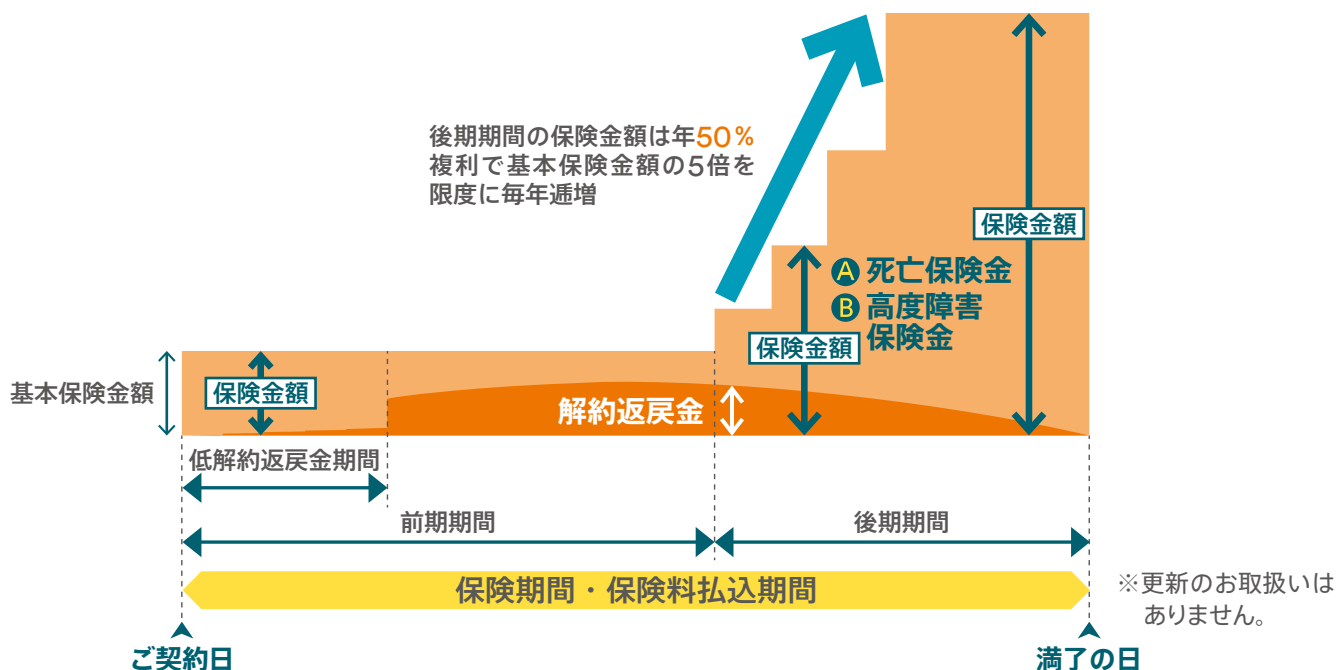 後期期間の保険金額は年50%
複利で基本保険金額の5倍を
限度に毎年逓増
保険金額
A 死亡保険金
B 高度障害
保険金
保険金額
基本保険金額
保険金額
解約返戻金
低解約返戻金期間
前期期間
後期期間
保険期間・保険料払込期間
※更新のお取扱いは
ありません。
ご契約日
満了の日